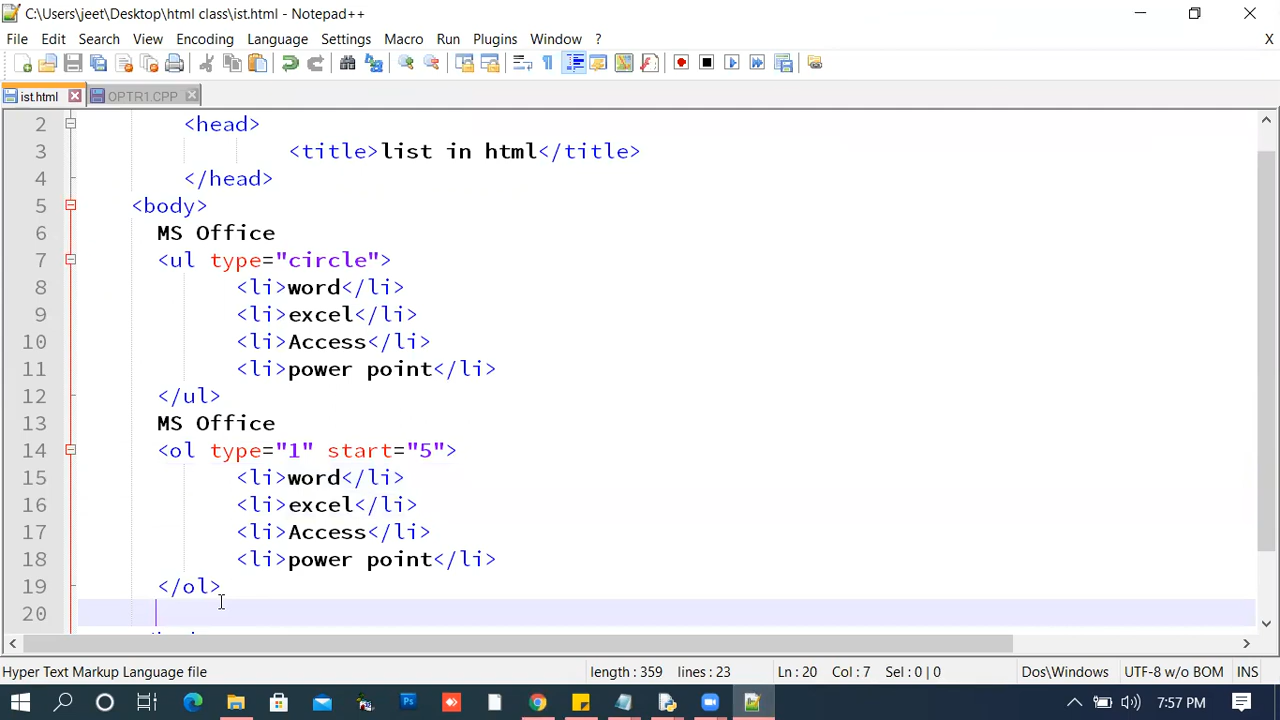 C:\Users\jeet\Desktop\html class\ist.html - Notepad++
File Edit Search View Encoding Language Settings Macro Run Plugins Window ? X
ist.html OPTR1.CPP
2 <head>
3 <title>list in html</title>
4 </head>
5 <body>
6 MS Office
7 <ul type="circle">
8 <li>word</li>
9 <li>excel</li>
10 <li>Access</li>
11 <li>power point</li>
12 </ul>
13 MS Office
14 <ol type="1" start="5">
15 <li>word</li>
16 <li>excel</li>
17 <li>Access</li>
18 <li>power point</li>
19 </ol>
20
Hyper Text Markup Language file length : 359 lines : 23 Ln : 20 Col : 7 Sel : 0 | 0 Dos\Windows UTF-8 w/o BOM INS
7:57 PM